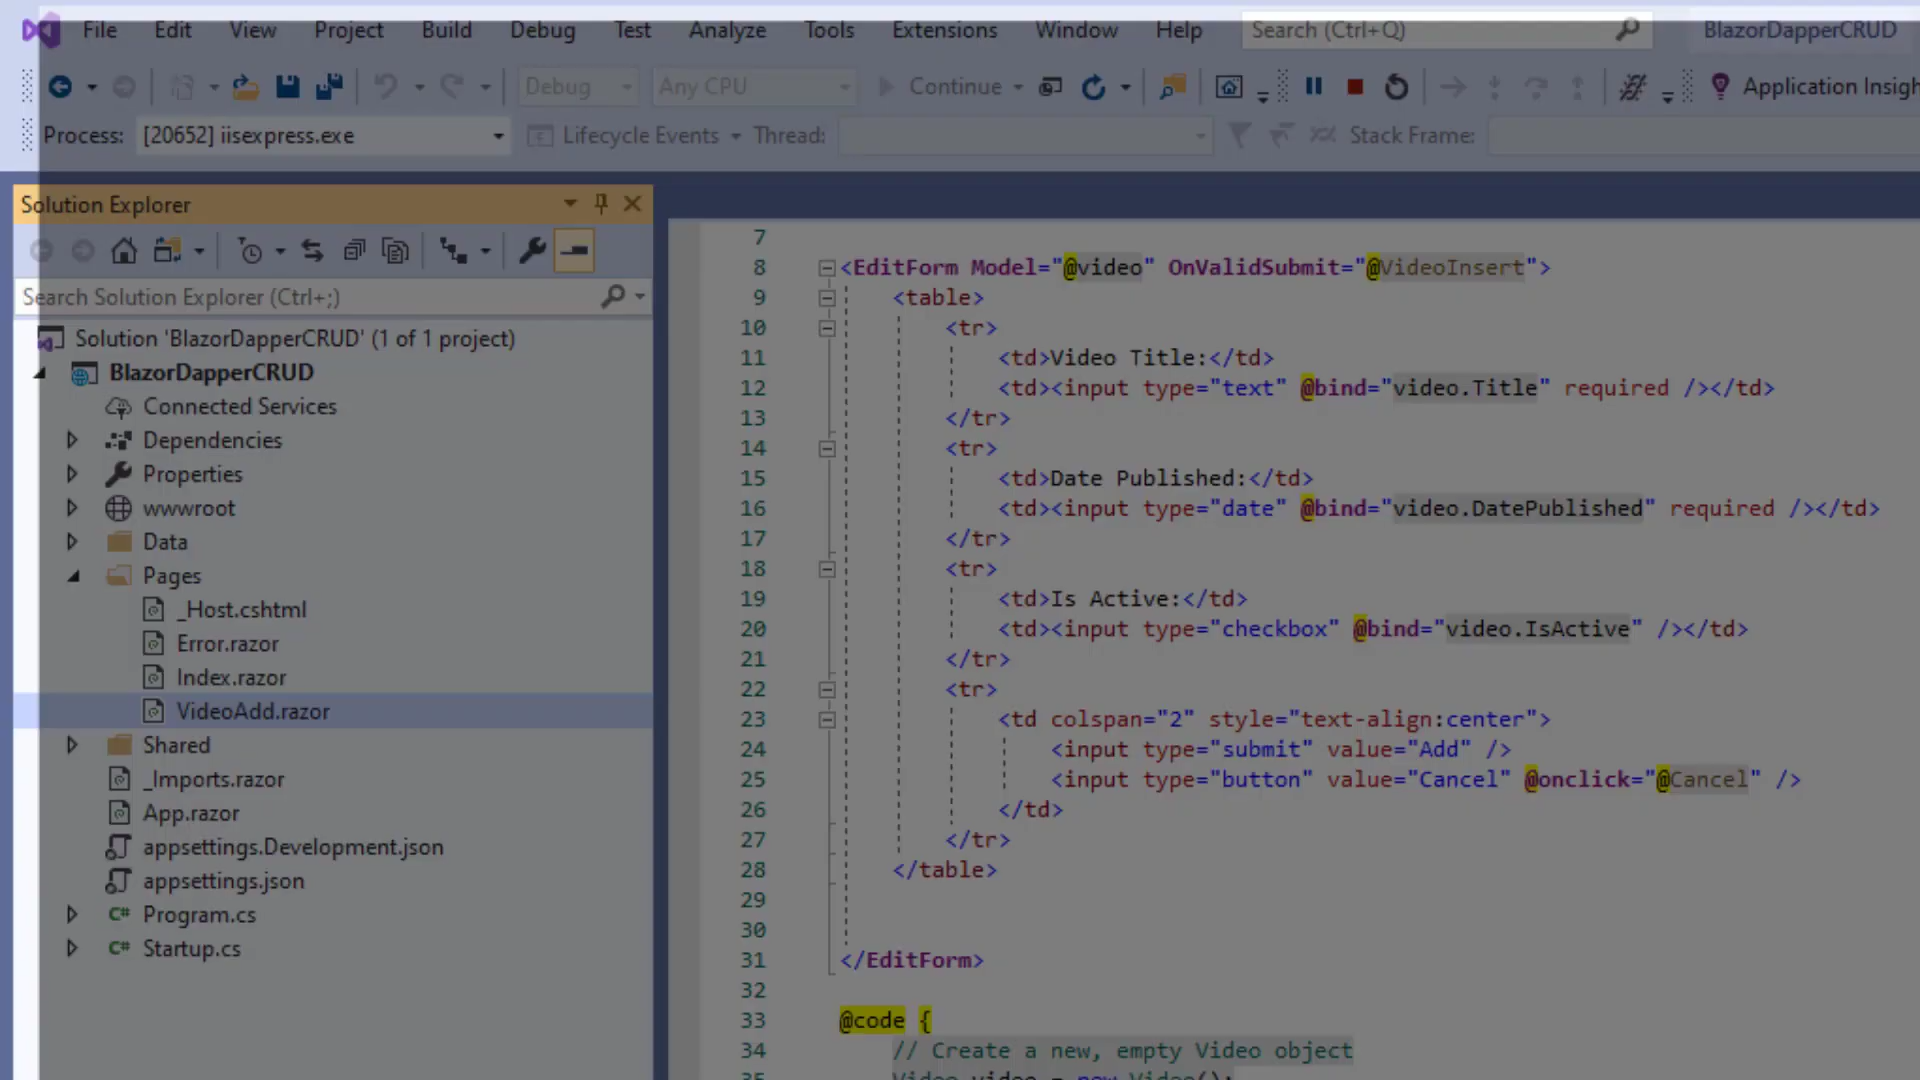 File Edit View Project Build Debug Test Analyze Tools Extensions Window Help Search (Ctrl+Q) BlazorDapperCRUD
Debug Any CPU Continue Application Insigh
Process: [20652] iisexpress.exe Lifecycle Events Thread: Stack Frame:
Solution Explorer
Search Solution Explorer (Ctrl+;)
Solution 'BlazorDapperCRUD' (1 of 1 project)
BlazorDapperCRUD
Connected Services
Dependencies
Properties
wwwroot
Data
Pages
_Host.cshtml
Error.razor
Index.razor
VideoAdd.razor
Shared
_Imports.razor
App.razor
appsettings.Development.json
appsettings.json
C# Program.cs
C# Startup.cs
7
8 <EditForm Model="@video" OnValidSubmit="@VideoInsert">
9 <table>
10 <tr>
11 <td>Video Title:</td>
12 <td><input type="text" @bind="video.Title" required /></td>
13 </tr>
14 <tr>
15 <td>Date Published:</td>
16 <td><input type="date" @bind="video.DatePublished" required /></td>
17 </tr>
18 <tr>
19 <td>Is Active:</td>
20 <td><input type="checkbox" @bind="video.IsActive" /></td>
21 </tr>
22 <tr>
23 <td colspan="2" style="text-align:center">
24 <input type="submit" value="Add" />
25 <input type="button" value="Cancel" @onclick="@Cancel" />
26 </td>
27 </tr>
28 </table>
29
30
31 </EditForm>
32
33 @code {
34 // Create a new, empty Video object
35 Video video = new Video();